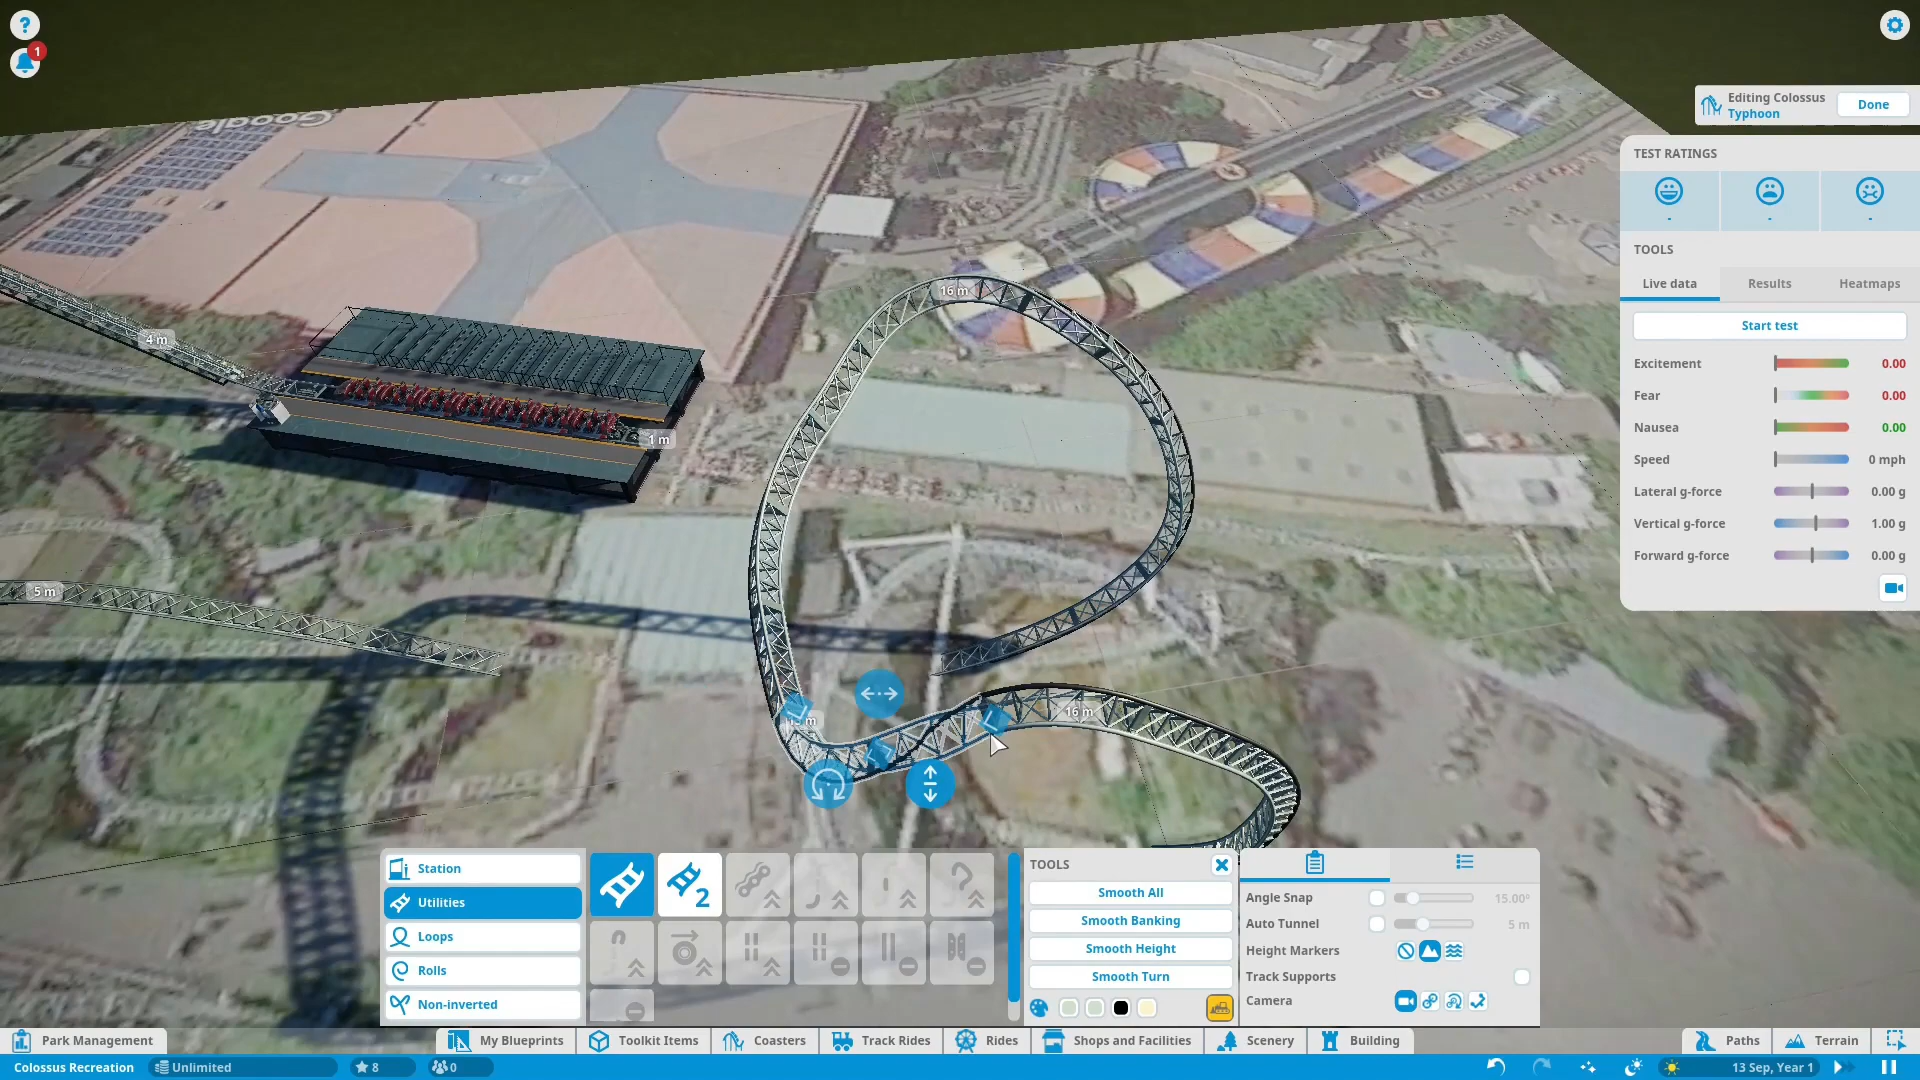 ?
1
Google
Editing Colossus
Typhoon
Done
TEST RATINGS
-
-
-
TOOLS
Live data
Results
Heatmaps
Start test
Excitement
0.00
Fear
0.00
Nausea
0.00
Speed
0 mph
Lateral g-force
0.00 g
Vertical g-force
1.00 g
Forward g-force
0.00 g
16 m
4 m
1 m
5 m
16 m
Station
Utilities
Loops
Rolls
Non-inverted
2
TOOLS
Smooth All
Smooth Banking
Smooth Height
Smooth Turn
Angle Snap
15.00°
Auto Tunnel
5 m
Height Markers
Track Supports
Camera
Park Management
My Blueprints
Toolkit Items
Coasters
Track Rides
Rides
Shops and Facilities
Scenery
Building
Paths
Terrain
Colossus Recreation
Unlimited
8
0
13 Sep, Year 1